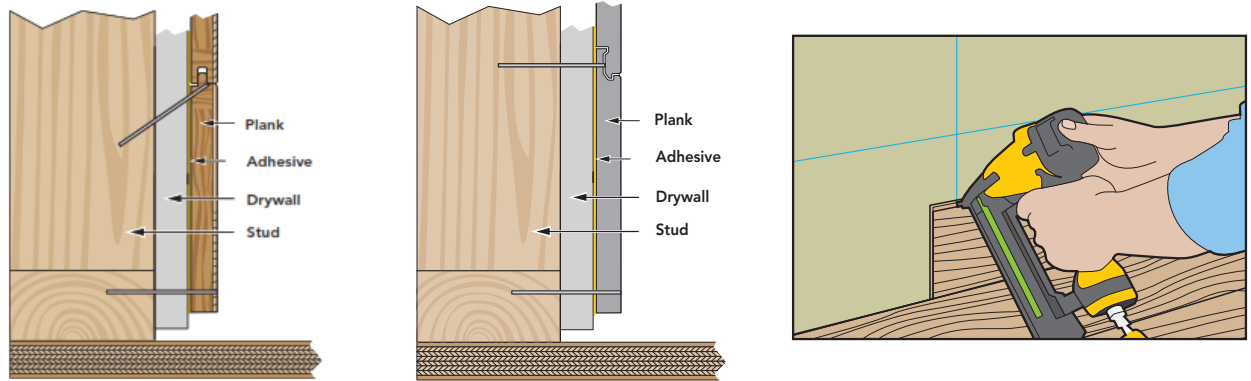 Plank
Adhesive
Drywall
Stud
Plank
Adhesive
Drywall
Stud